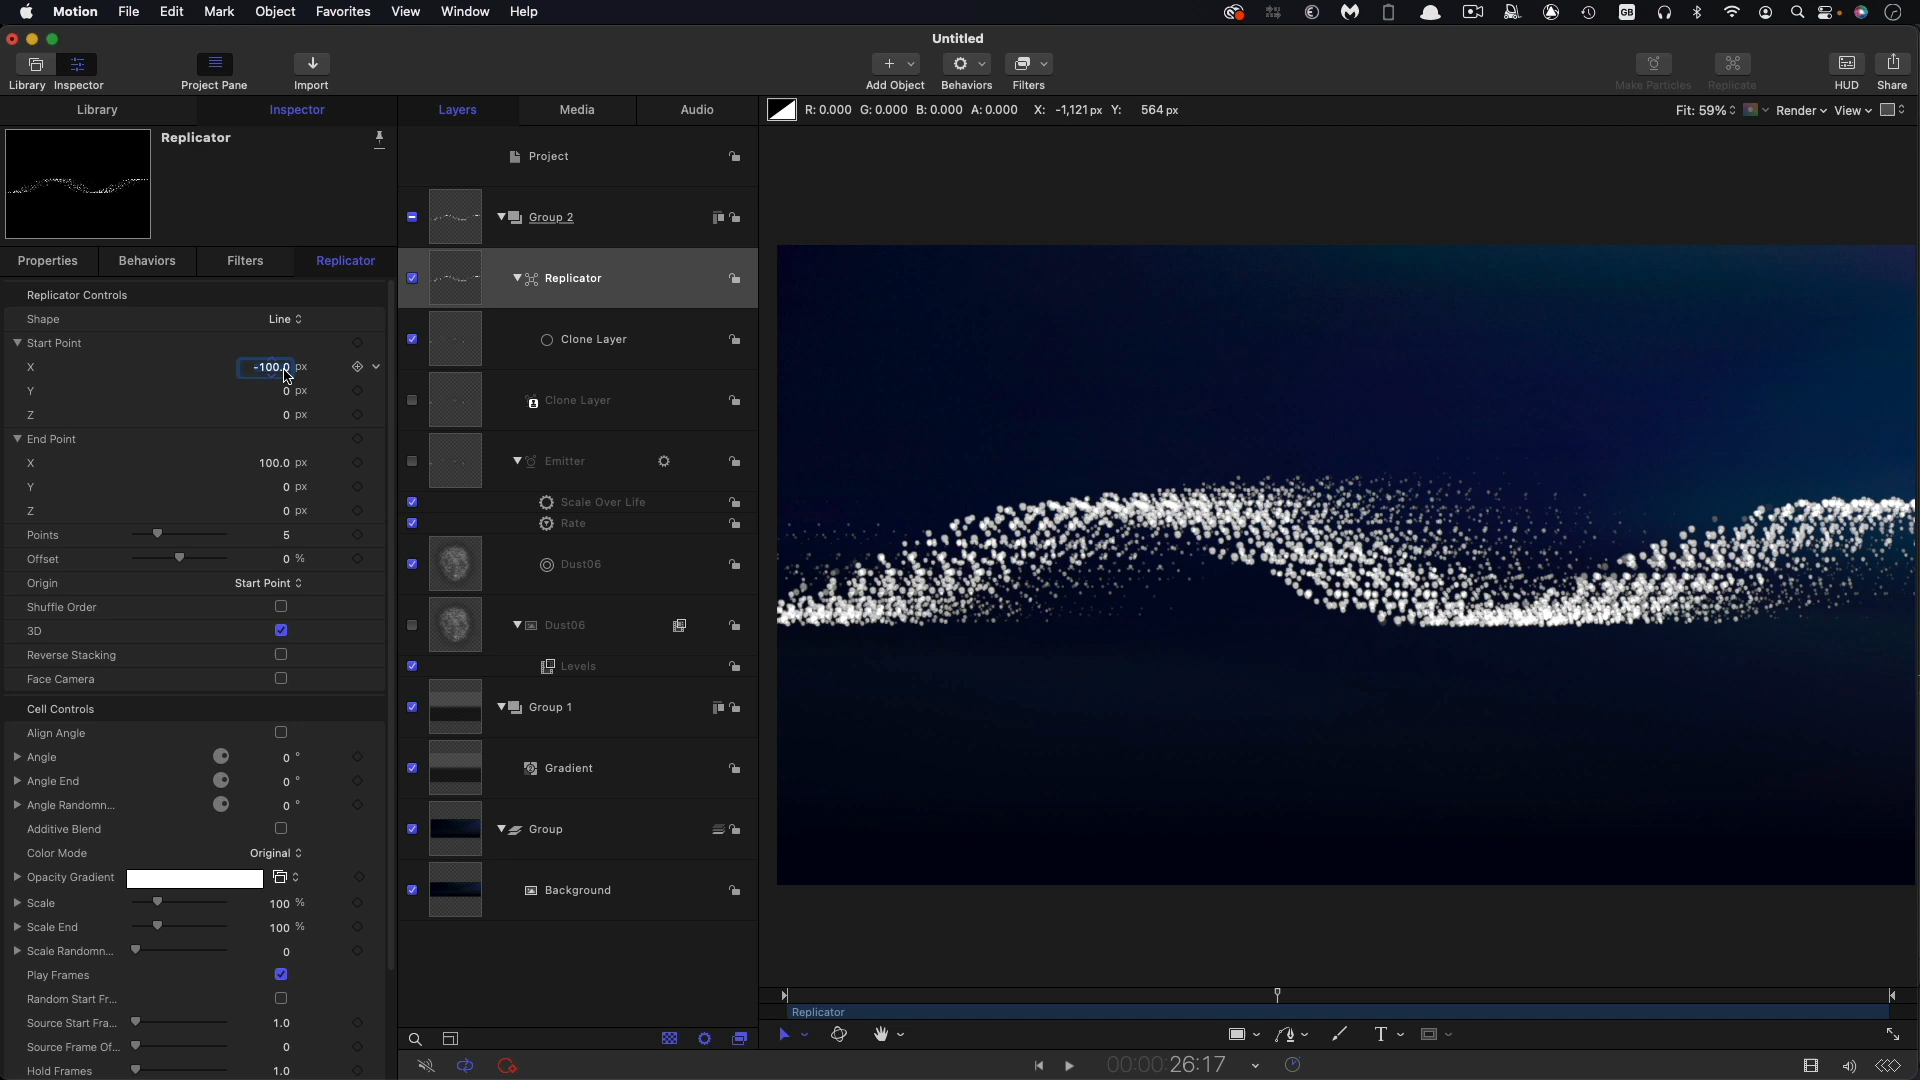 Motion File Edit Mark Object Favorites View Window Help
GB
Untitled
Library Inspector Project Pane Import Add Object Behaviors Filters Make Particles Replicate HUD Share
Library Inspector Layers Media Audio R: 0.000 G: 0.000 B: 0.000 A: 0.000 X: -1,121 px Y: 564 px Fit: 59% Render View
Replicator
Project
Group 2
Properties Behaviors Filters Replicator
Replicator
Replicator Controls
Shape Line
Start Point
Clone Layer
X -100.0 px
Y 0 px
Clone Layer
Z 0 px
End Point
X 100.0 px
Emitter
Y 0 px
Scale Over Life
Z 0 px
Rate
Points 5
Offset 0 %
Dust06
Origin Start Point
Shuffle Order
3D
Dust06
Reverse Stacking
Levels
Face Camera
Cell Controls
Group 1
Align Angle
Angle 0 °
Gradient
Angle End 0 °
Angle Randomn... 0 °
Additive Blend
Group
Color Mode Original
Opacity Gradient
Background
Scale 100 %
Scale End 100 %
Scale Randomn... 0
Play Frames
Random Start Fr...
Replicator
Source Start Fra... 1.0
Source Frame Of... 0
T
Hold Frames 1.0
00:00:26:17